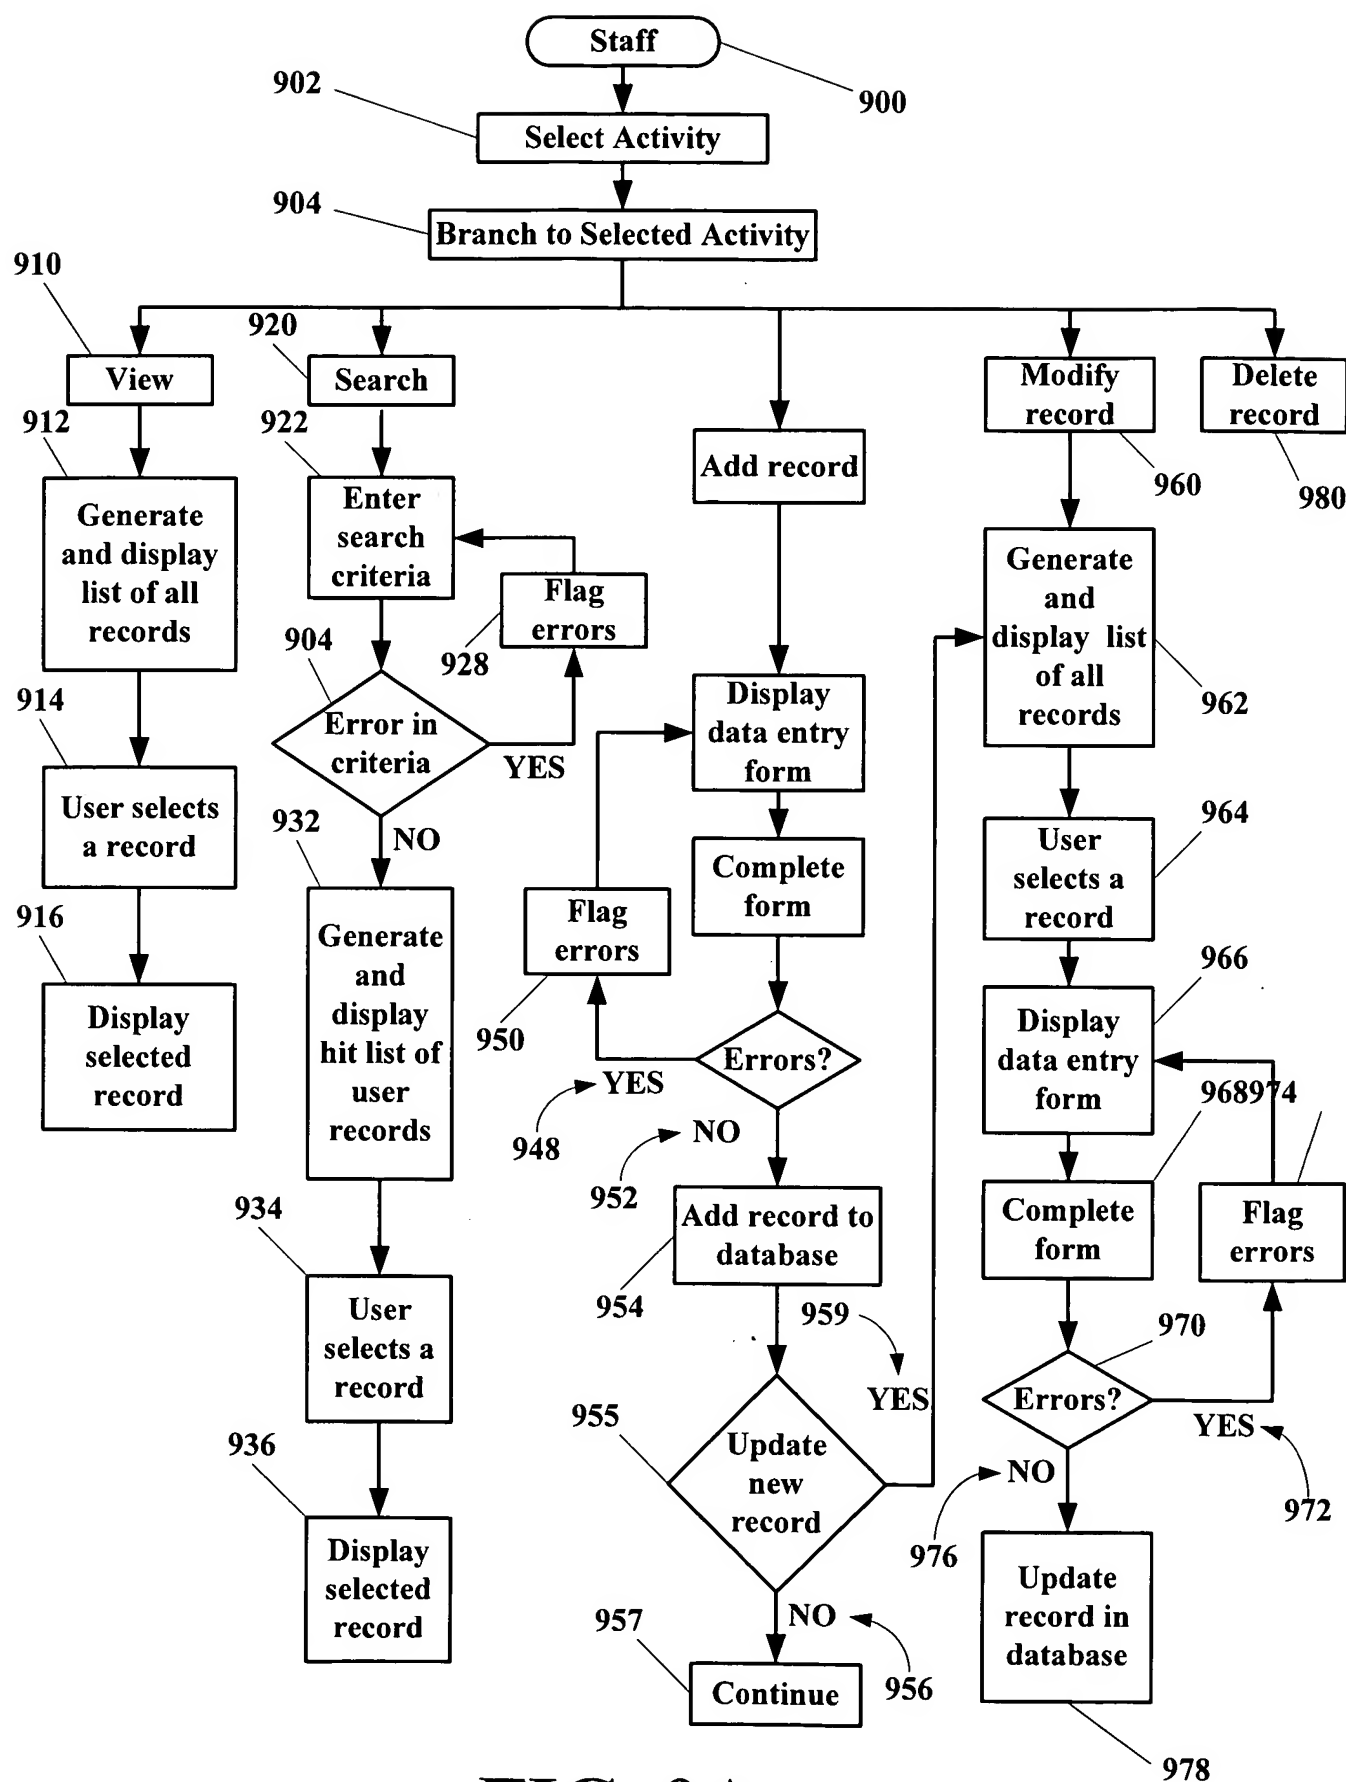 Staff
900
902
Select Activity
904
Branch to Selected Activity
910
View
912
Generate
and display
list of all
records
914
User selects
a record
916
Display
selected
record
920
Search
922
Enter
search
criteria
Flag
errors
928
904
Error in
criteria
YES
NO
932
Generate
and
display
hit list of
user
records
934
User
selects a
record
936
Display
selected
record
Add record
Display
data entry
form
Complete
form
Flag
errors
950
Errors?
YES
948
NO
952
Add record to
database
954
959
YES
955
Update
new
record
NO
956
957
Continue
Modify
record
960
Generate
and
display list
of all
records
962
964
User
selects a
record
966
Display
data entry
form
968974
Complete
form
Flag
errors
970
Errors?
YES
972
NO
976
Update
record in
database
978
Delete
record
980